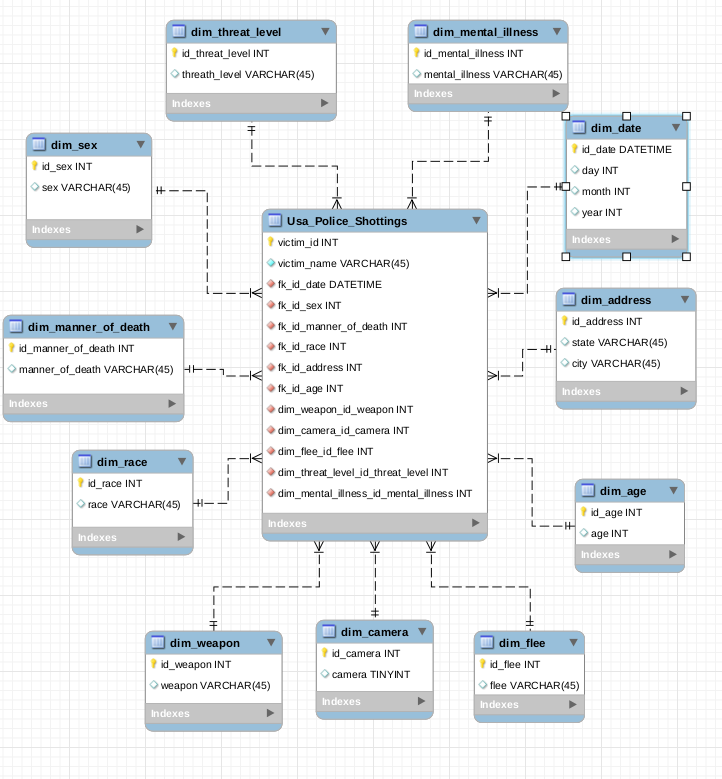 dim_threat_level
id_threat_level INT
threath_level VARCHAR(45)
Indexes
dim_mental_illness
id_mental_illness INT
mental_illness VARCHAR(45)
Indexes
dim_sex
id_sex INT
sex VARCHAR(45)
Indexes
dim_date
id_date DATETIME
day INT
month INT
year INT
Indexes
Usa_Police_Shottings
victim_id INT
victim_name VARCHAR(45)
fk_id_date DATETIME
fk_id_sex INT
fk_id_manner_of_death INT
fk_id_race INT
fk_id_address INT
fk_id_age INT
dim_weapon_id_weapon INT
dim_camera_id_camera INT
dim_flee_id_flee INT
dim_threat_level_id_threat_level INT
dim_mental_illness_id_mental_illness INT
Indexes
dim_manner_of_death
id_manner_of_death INT
manner_of_death VARCHAR(45)
Indexes
dim_address
id_address INT
state VARCHAR(45)
city VARCHAR(45)
Indexes
dim_race
id_race INT
race VARCHAR(45)
Indexes
dim_age
id_age INT
age INT
Indexes
dim_weapon
id_weapon INT
weapon VARCHAR(45)
Indexes
dim_camera
id_camera INT
camera TINYINT
Indexes
dim_flee
id_flee INT
flee VARCHAR(45)
Indexes